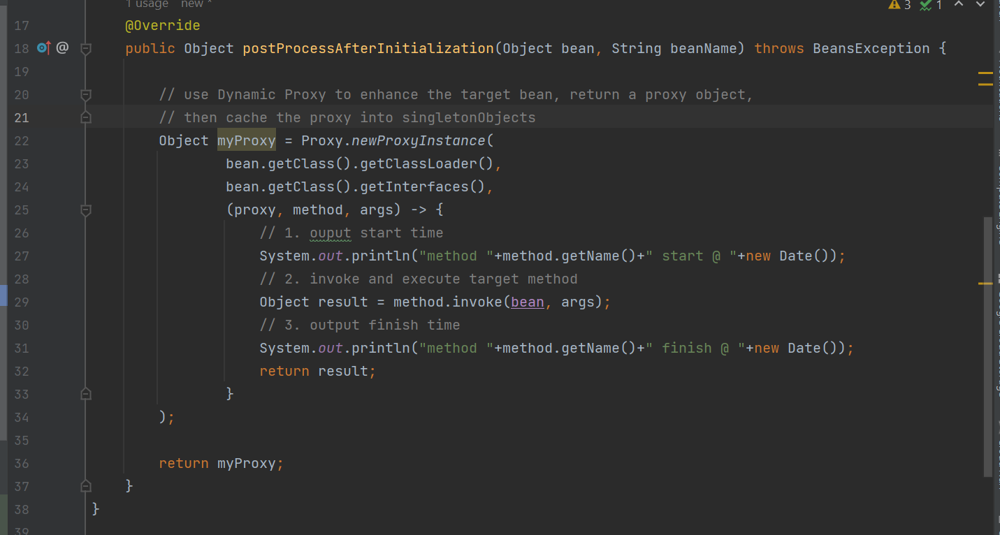 1 usage new *
3 1
17 @Override
18 @ public Object postProcessAfterInitialization(Object bean, String beanName) throws BeansException {
19
20 // use Dynamic Proxy to enhance the target bean, return a proxy object,
21 // then cache the proxy into singletonObjects
22 Object myProxy = Proxy.newProxyInstance(
23 bean.getClass().getClassLoader(),
24 bean.getClass().getInterfaces(),
25 (proxy, method, args) -> {
26 // 1. ouput start time
27 System.out.println("method "+method.getName()+" start @ "+new Date());
28 // 2. invoke and execute target method
29 Object result = method.invoke(bean, args);
30 // 3. output finish time
31 System.out.println("method "+method.getName()+" finish @ "+new Date());
32 return result;
33 }
34 );
35
36 return myProxy;
37 }
38 }
39